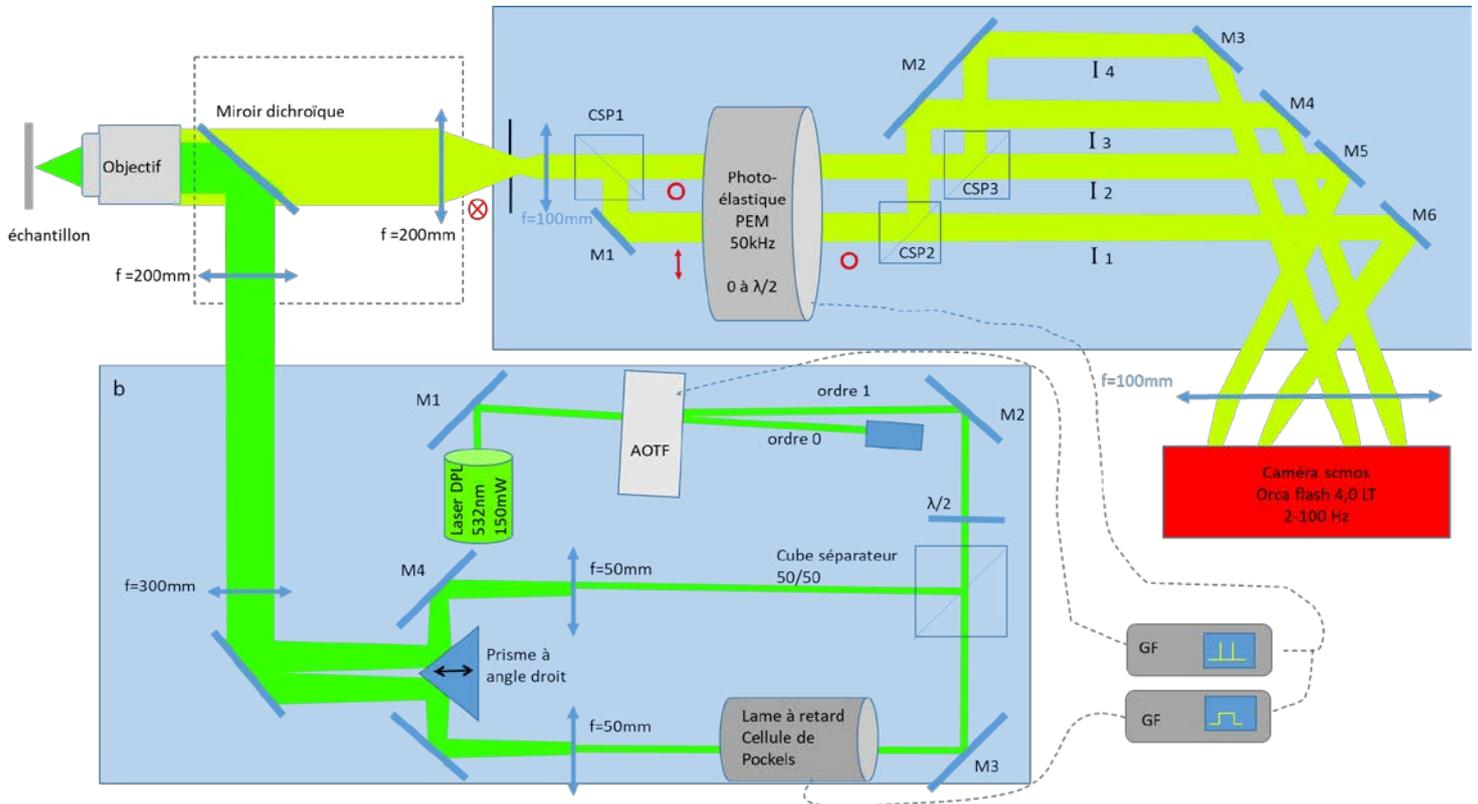 M3
M2
I 4
M4
Miroir dichroïque
CSP1
I 3
M5
Objectif
Photo-
élastique
PEM
50kHz
0 à λ/2
CSP3
I 2
échantillon
f =200mm
f=100mm
M1
M6
CSP2
I 1
f =200mm
b
M1
ordre 1
M2
ordre 0
AOTF
f=100mm
Laser DPL
532nm
150mW
Caméra scmos
Orca flash 4,0 LT
2-100 Hz
λ/2
Cube séparateur
50/50
M4
f=50mm
f=300mm
Prisme à
angle droit
GF
GF
f=50mm
Lame à retard
Cellule de
Pockels
M3